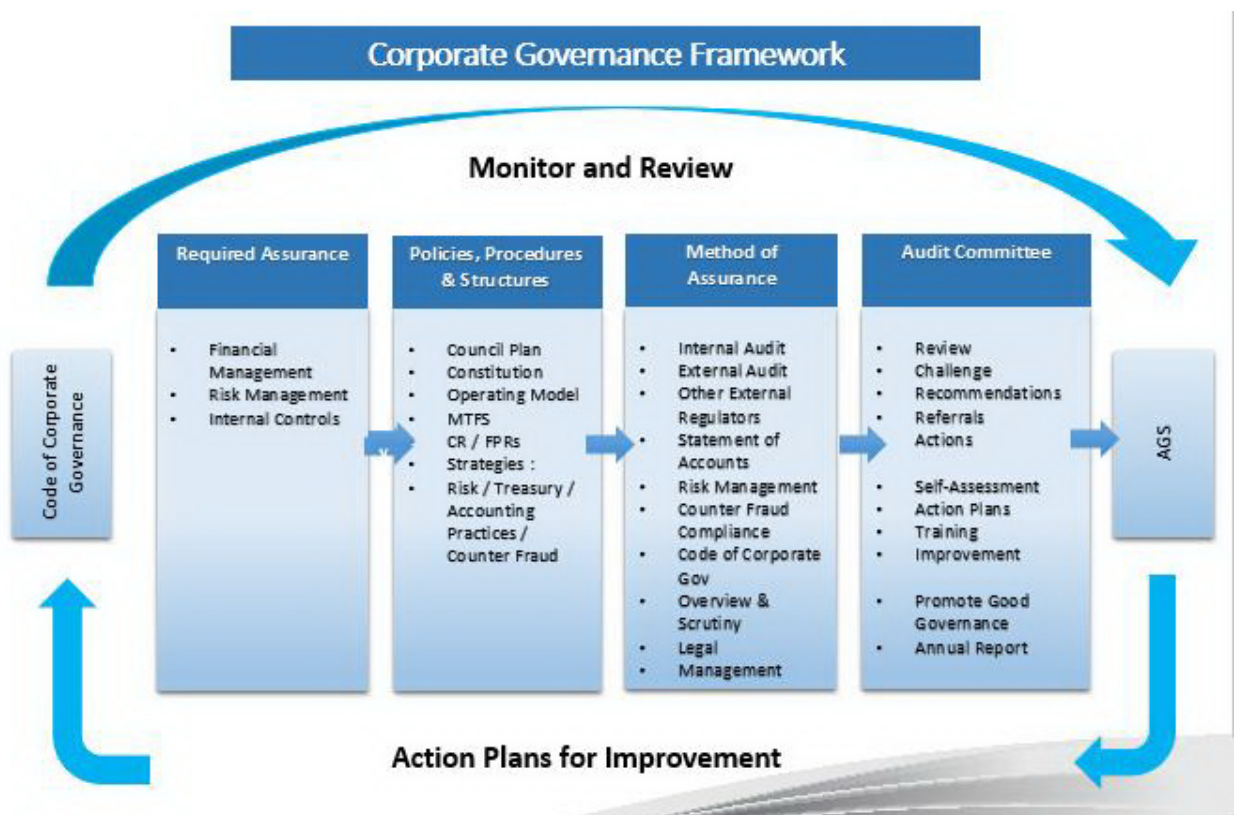 Corporate Governance Framework
Monitor and Review
Code of Corporate
Governance
Required Assurance
• Financial
Management
• Risk Management
• Internal Controls
Policies, Procedures
& Structures
• Council Plan
• Constitution
• Operating Model
• MTFS
• CR / FPRs
• Strategies :
• Risk / Treasury /
Accounting
Practices /
Counter Fraud
Method of
Assurance
• Internal Audit
• External Audit
• Other External
Regulators
• Statement of
Accounts
• Risk Management
• Counter Fraud
Compliance
• Code of Corporate
Gov
• Overview &
Scrutiny
• Legal
• Management
Audit Committee
• Review
• Challenge
• Recommendations
• Referrals
• Actions
• Self-Assessment
• Action Plans
• Training
• Improvement
• Promote Good
Governance
• Annual Report
AGS
Action Plans for Improvement